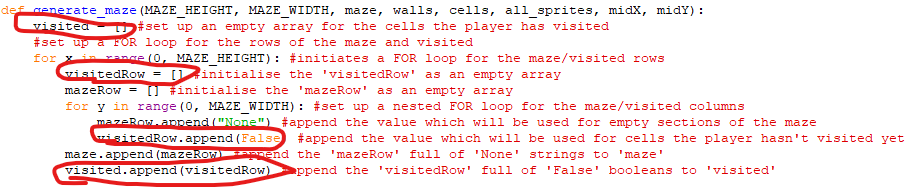 def generate_maze(MAZE_HEIGHT, MAZE_WIDTH, maze, walls, cells, all_sprites, midX, midY):
visited = [] #set up an empty array for the cells the player has visited
#set up a FOR loop for the rows of the maze and visited
for x in range(0, MAZE_HEIGHT): #initiates a FOR loop for the maze/visited rows
visitedRow = [] #initialise the 'visitedRow' as an empty array
mazeRow = [] #initialise the 'mazeRow' as an empty array
for y in range(0, MAZE_WIDTH): #set up a nested FOR loop for the maze/visited columns
mazeRow.append("None") #append the value which will be used for empty sections of the maze
visitedRow.append(False) #append the value which will be used for cells the player hasn't visited yet
maze.append(mazeRow) #append the 'mazeRow' full of 'None' strings to 'maze'
visited.append(visitedRow) #append the 'visitedRow' full of 'False' booleans to 'visited'